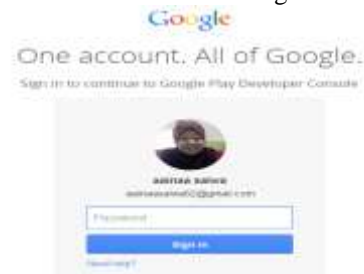 Google
One account. All of Google.
Sign in to continue to Google Play Developer Console
Password
Sign in
Need help?